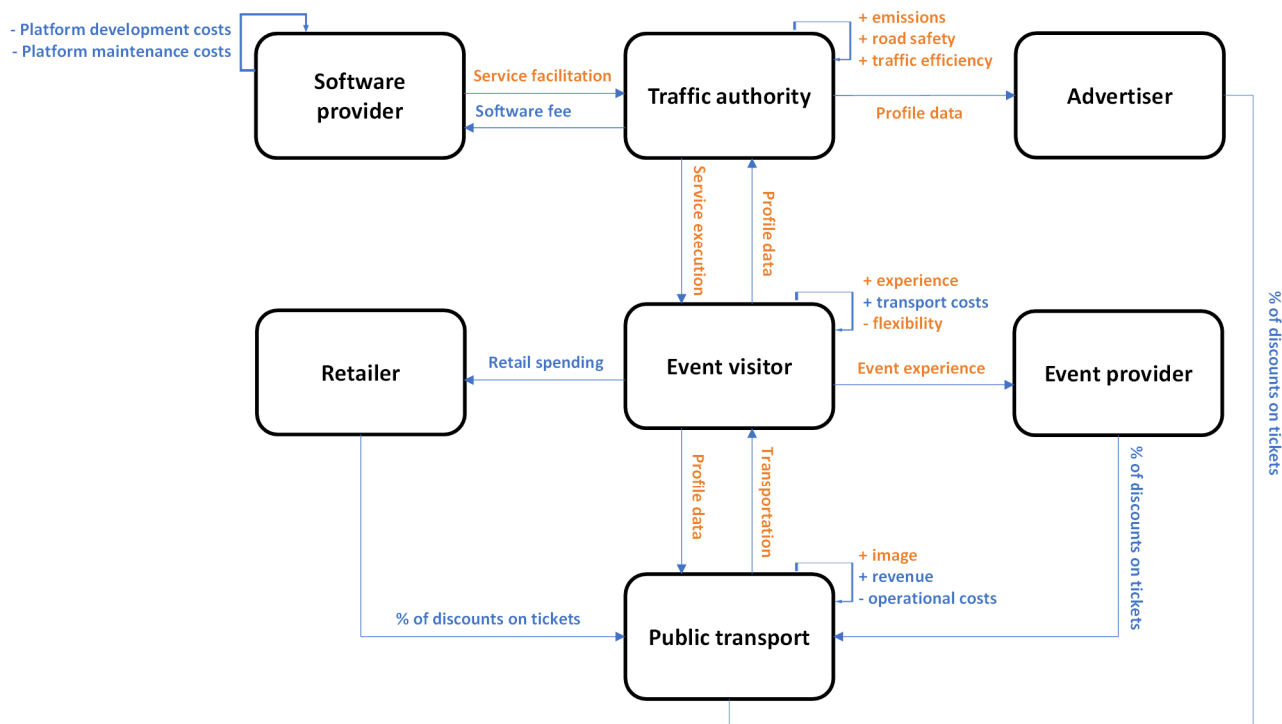 - Platform development costs
- Platform maintenance costs
Software
provider
Service facilitation
Software fee
Traffic authority
+ emissions
+ road safety
+ traffic efficiency
Profile data
Advertiser
Service execution
Profile data
Retailer
Retail spending
Event visitor
+ experience
+ transport costs
- flexibility
Event experience
Event provider
% of discounts on tickets
Profile data
Transportation
% of discounts on tickets
% of discounts on tickets
Public transport
+ image
+ revenue
- operational costs